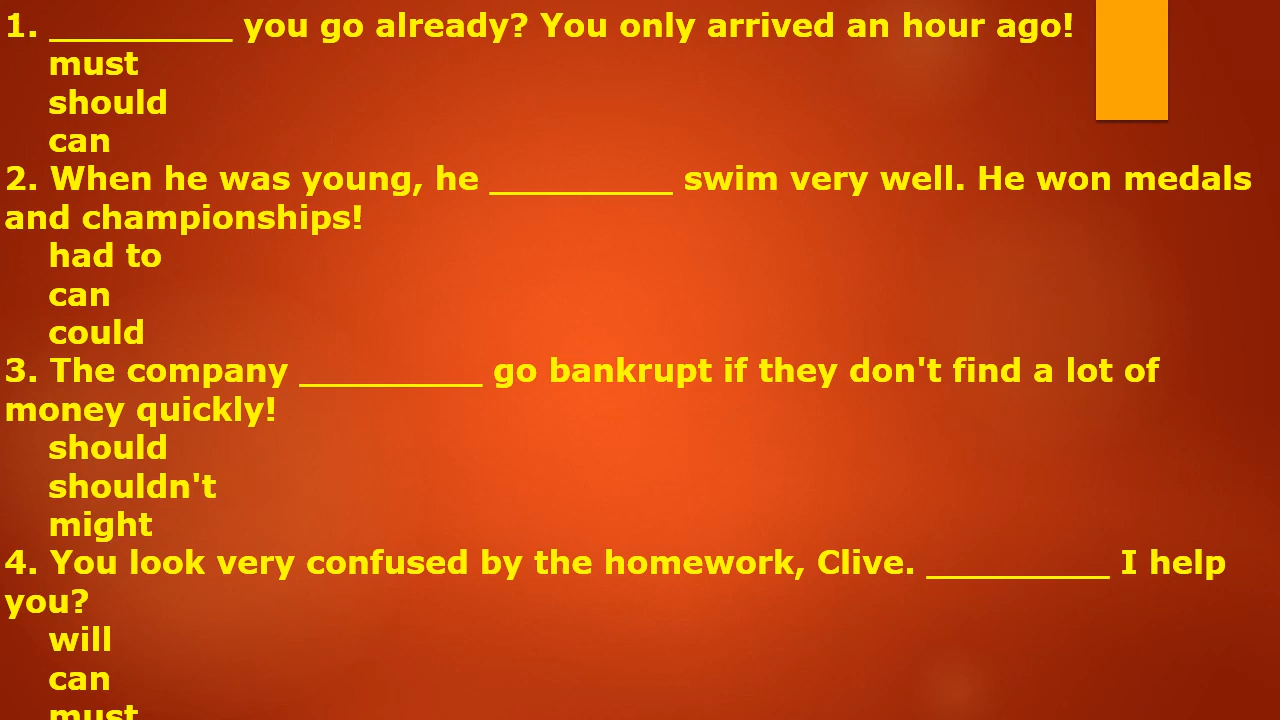 1. _________ you go already? You only arrived an hour ago!
must
should
can
2. When he was young, he _________ swim very well. He won medals
and championships!
had to
can
could
3. The company _________ go bankrupt if they don't find a lot of
money quickly!
should
shouldn't
might
4. You look very confused by the homework, Clive. _________ I help
you?
will
can
must